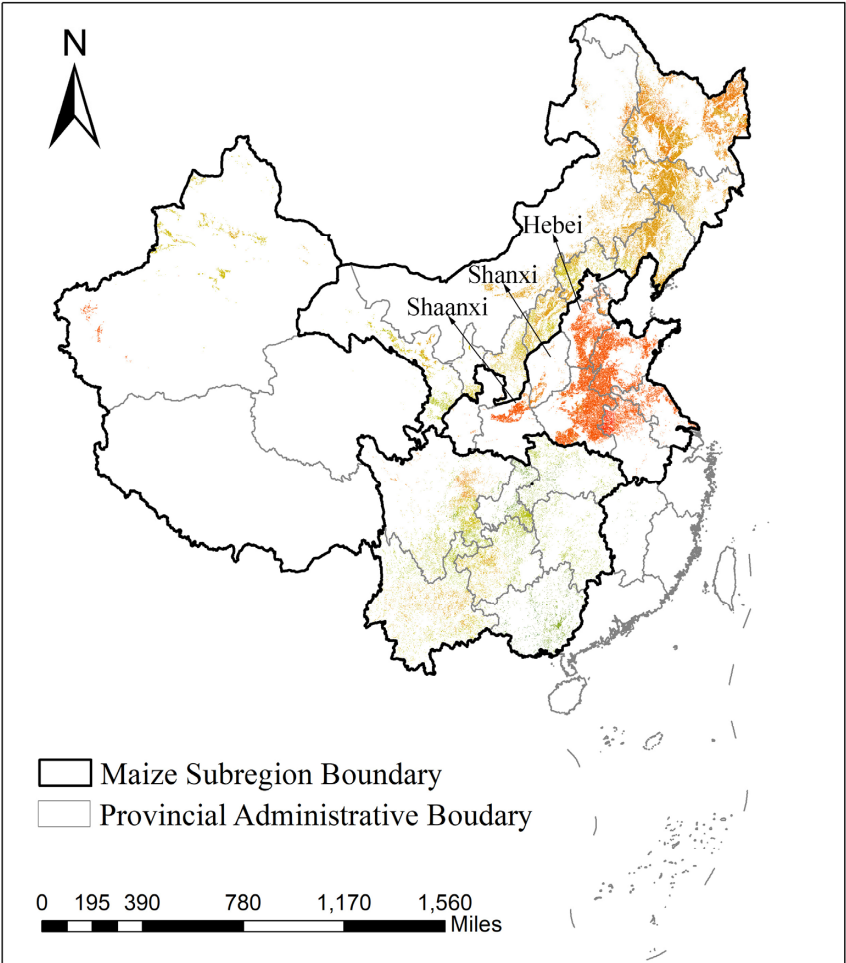 N
Hebei
Shanxi
Shaanxi
Maize Subregion Boundary
Provincial Administrative Boudary
0 195 390 780 1,170 1,560
Miles